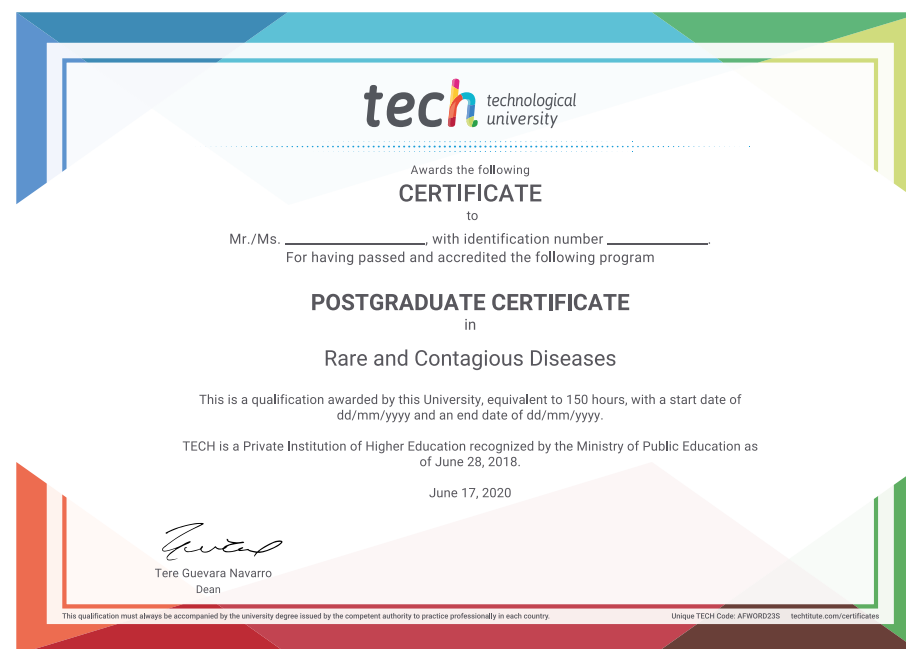 tech technological
university
Awards the following
CERTIFICATE
to
Mr./Ms. ____________________, with identification number ______________.
For having passed and accredited the following program
POSTGRADUATE CERTIFICATE
in
Rare and Contagious Diseases
This is a qualification awarded by this University, equivalent to 150 hours, with a start date of
dd/mm/yyyy and an end date of dd/mm/yyyy.
TECH is a Private Institution of Higher Education recognized by the Ministry of Public Education as
of June 28, 2018.
June 17, 2020
Tere Guevara Navarro
Dean
This qualification must always be accompanied by the university degree issued by the competent authority to practice professionally in each country. Unique TECH Code: AFWORD23S techtitute.com/certificates